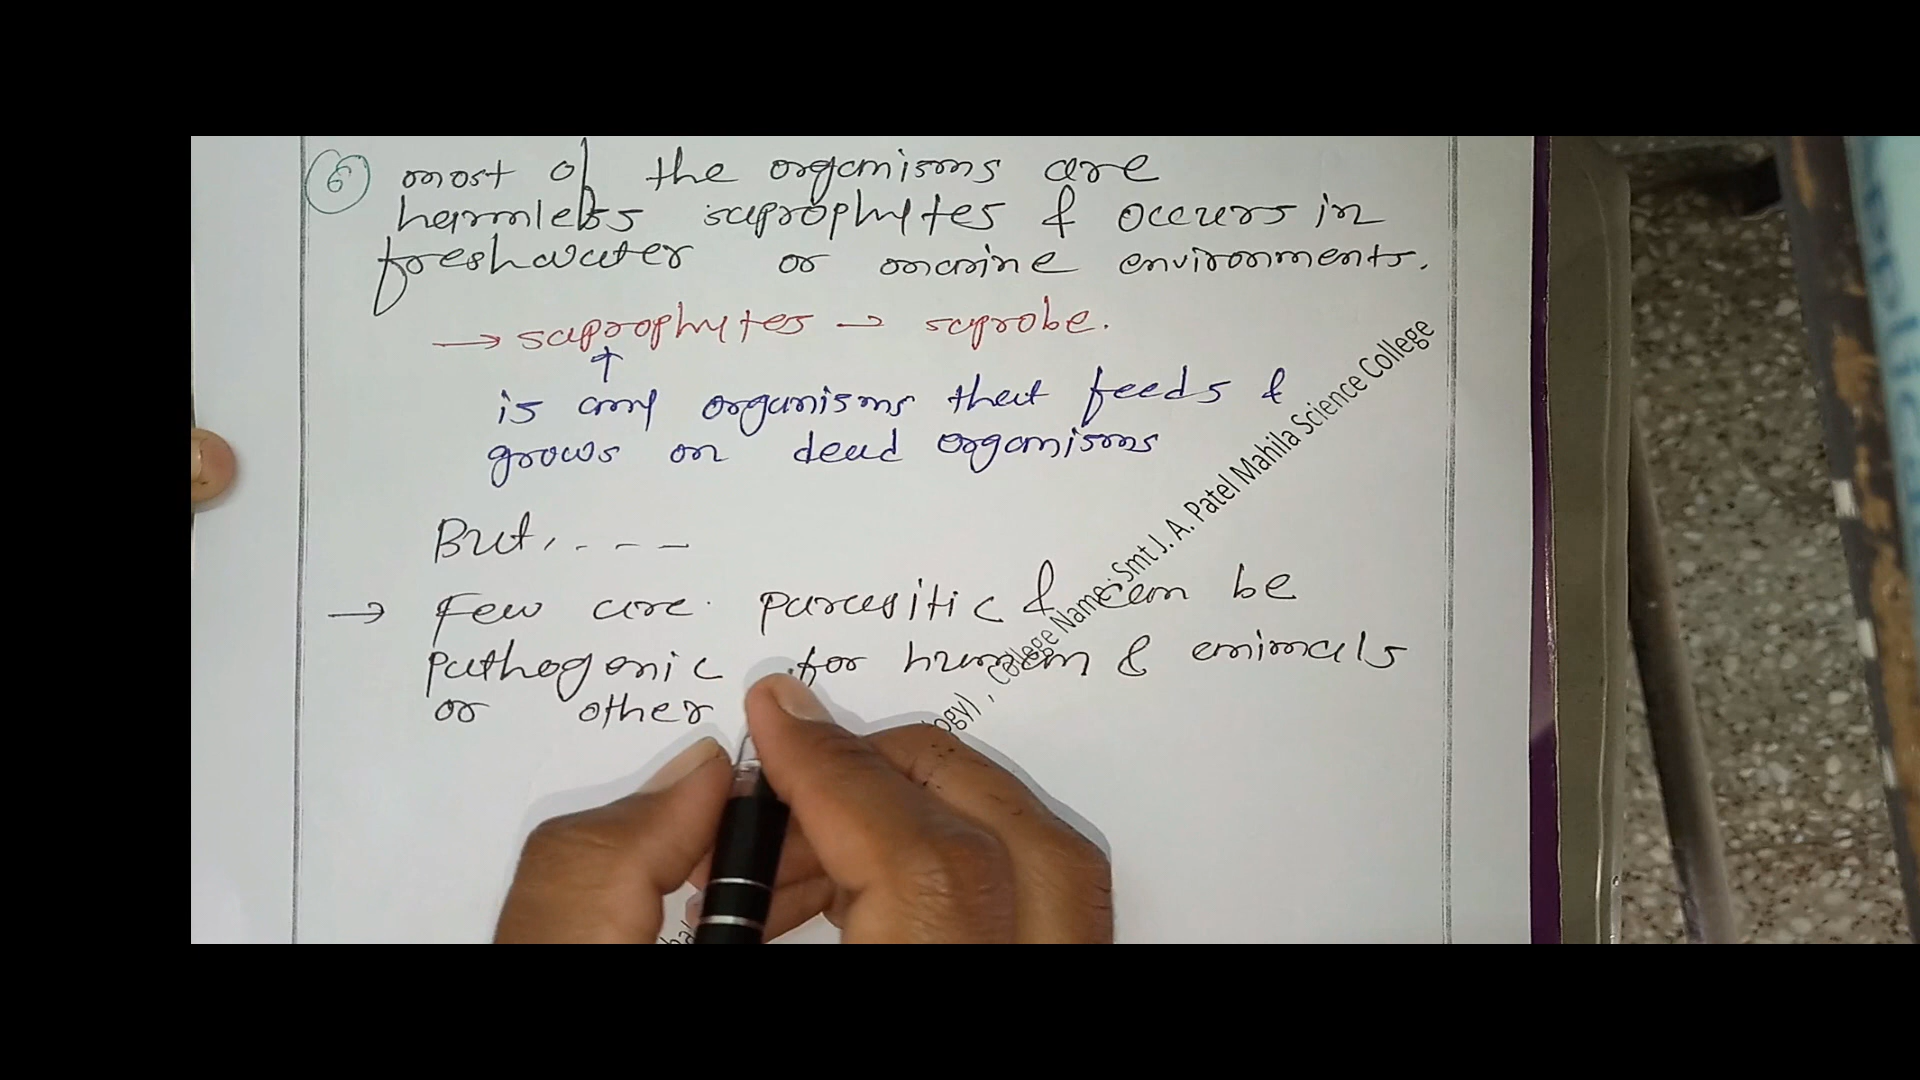 6 most of the organisms are
harmless saprophytes & occurs in
freshwater or marine environments.
→ saprophytes → saprobe.
↑
is any organisms that feeds &
grows on dead organisms
But, - - -
→ Few are parasitic & can be
pathogenic for human & animals
or other
ogy) , College Name: Smt J. A. Patel Mahila Science College